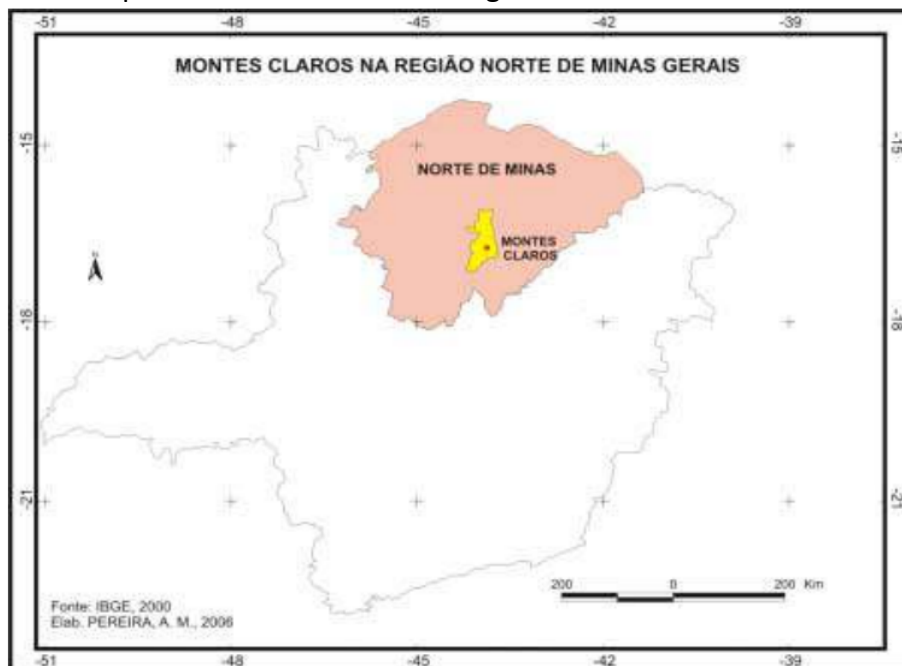 -51 -48 -45 -42 -39
MONTES CLAROS NA REGIÃO NORTE DE MINAS GERAIS
-15 -15
NORTE DE MINAS
MONTES
CLAROS
N
-18 -18
-21 -21
200 0 200 Km
Fonte: IBGE, 2000
Elab. PEREIRA, A. M., 2006
-51 -48 -45 -42 -39